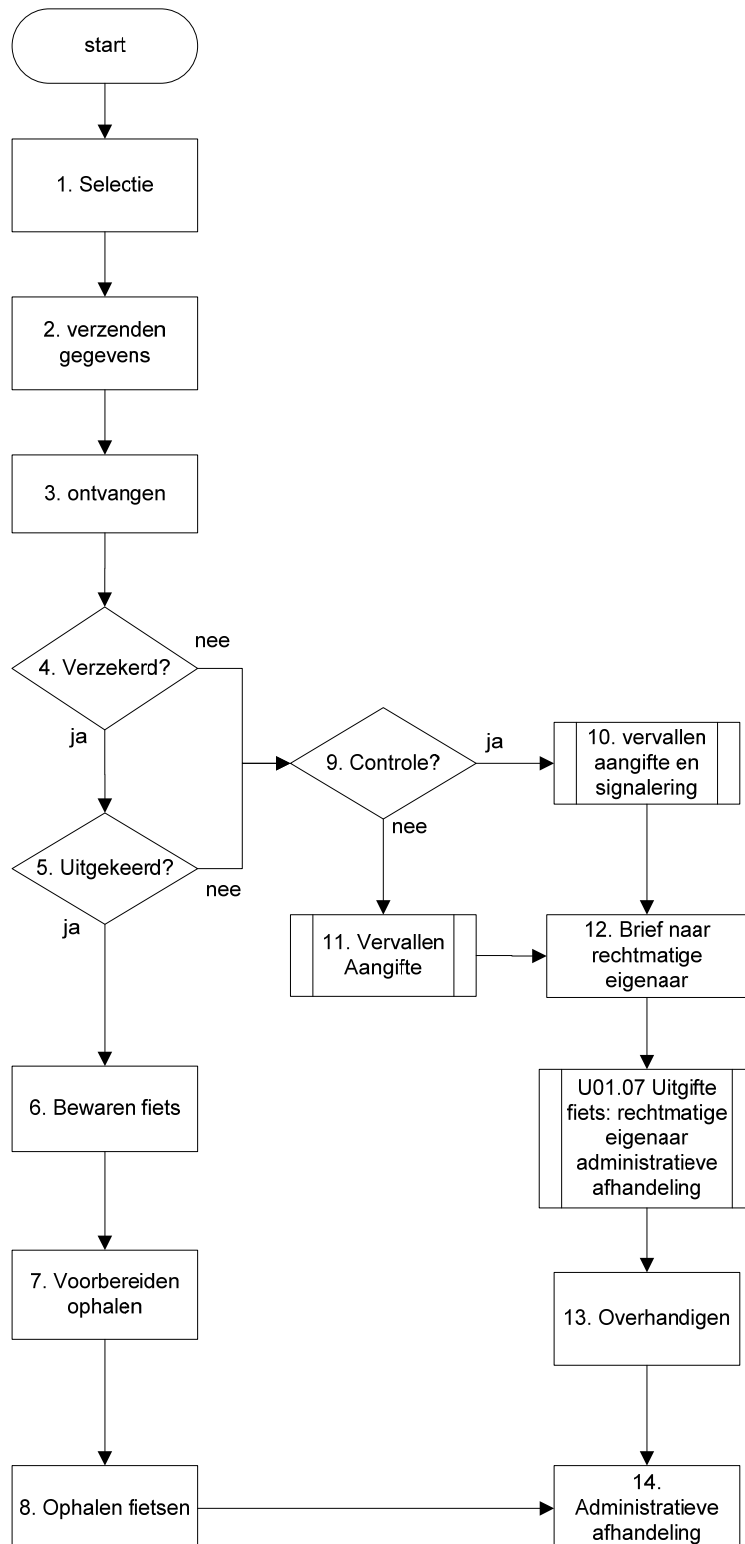 start
1. Selectie
2. verzenden
gegevens
3. ontvangen
nee
4. Verzekerd?
ja
5. Uitgekeerd?
nee
ja
9. Controle?
ja
nee
10. vervallen
aangifte en
signalering
11. Vervallen
Aangifte
12. Brief naar
rechtmatige
eigenaar
6. Bewaren fiets
U01.07 Uitgifte
fiets: rechtmatige
eigenaar
administratieve
afhandeling
7. Voorbereiden
ophalen
13. Overhandigen
8. Ophalen fietsen
14.
Administratieve
afhandeling